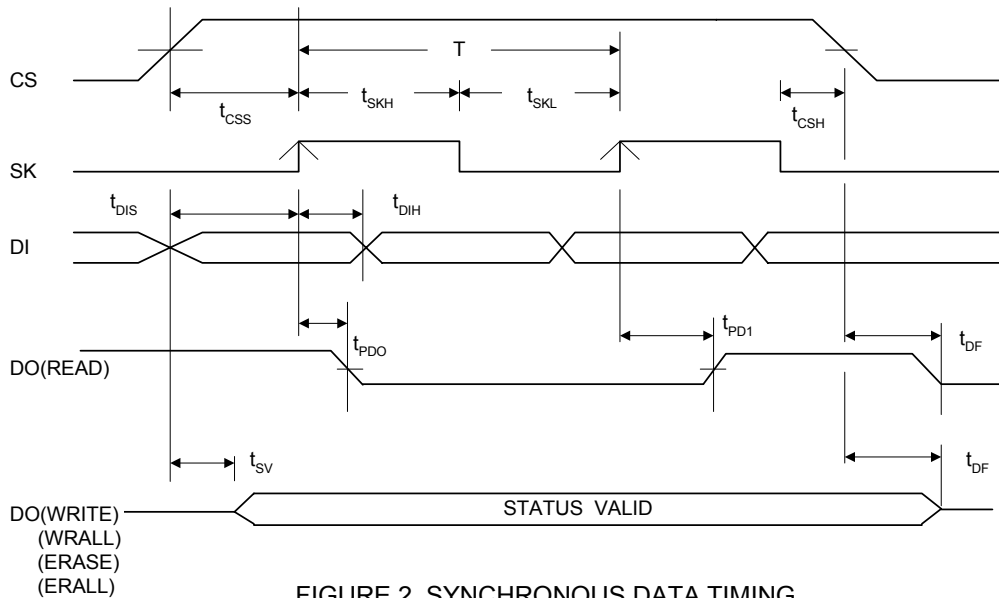 T
CS
tCSS
tSKH
tSKL
tCSH
SK
tDIS
tDIH
DI
tPDO
tPD1
tDF
DO(READ)
tSV
tDF
DO(WRITE)
STATUS VALID
(WRALL)
(ERASE)
(ERALL)
FIGURE 2. SYNCHRONOUS DATA TIMING